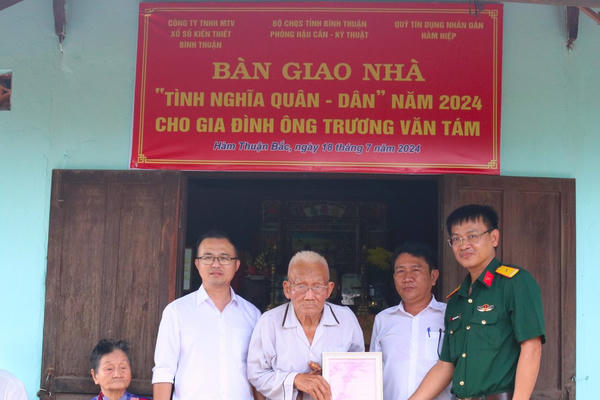 CÔNG TY TNHH MTV
XỔ SỐ KIẾN THIẾT
BÌNH THUẬN
BỘ CHQS TỈNH BÌNH THUẬN
PHÒNG HẬU CẦN - KỸ THUẬT
QUỸ TÍN DỤNG NHÂN DÂN
HÀM HIỆP
BÀN GIAO NHÀ
"TÌNH NGHĨA QUÂN - DÂN" NĂM 2024
CHO GIA ĐÌNH ÔNG TRƯƠNG VĂN TÁM
Hàm Thuận Bắc, ngày 18 tháng 7 năm 2024